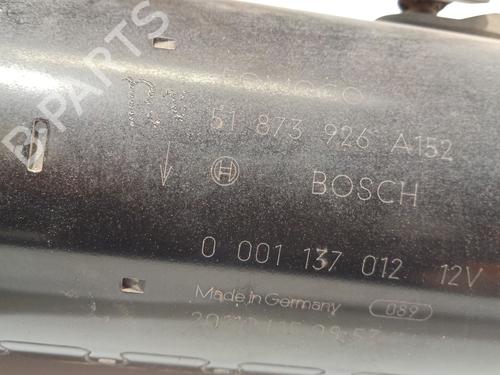 B-PARTS
51 873 926 A152
BOSCH
0 001 137 012 12V
Made in Germany 089